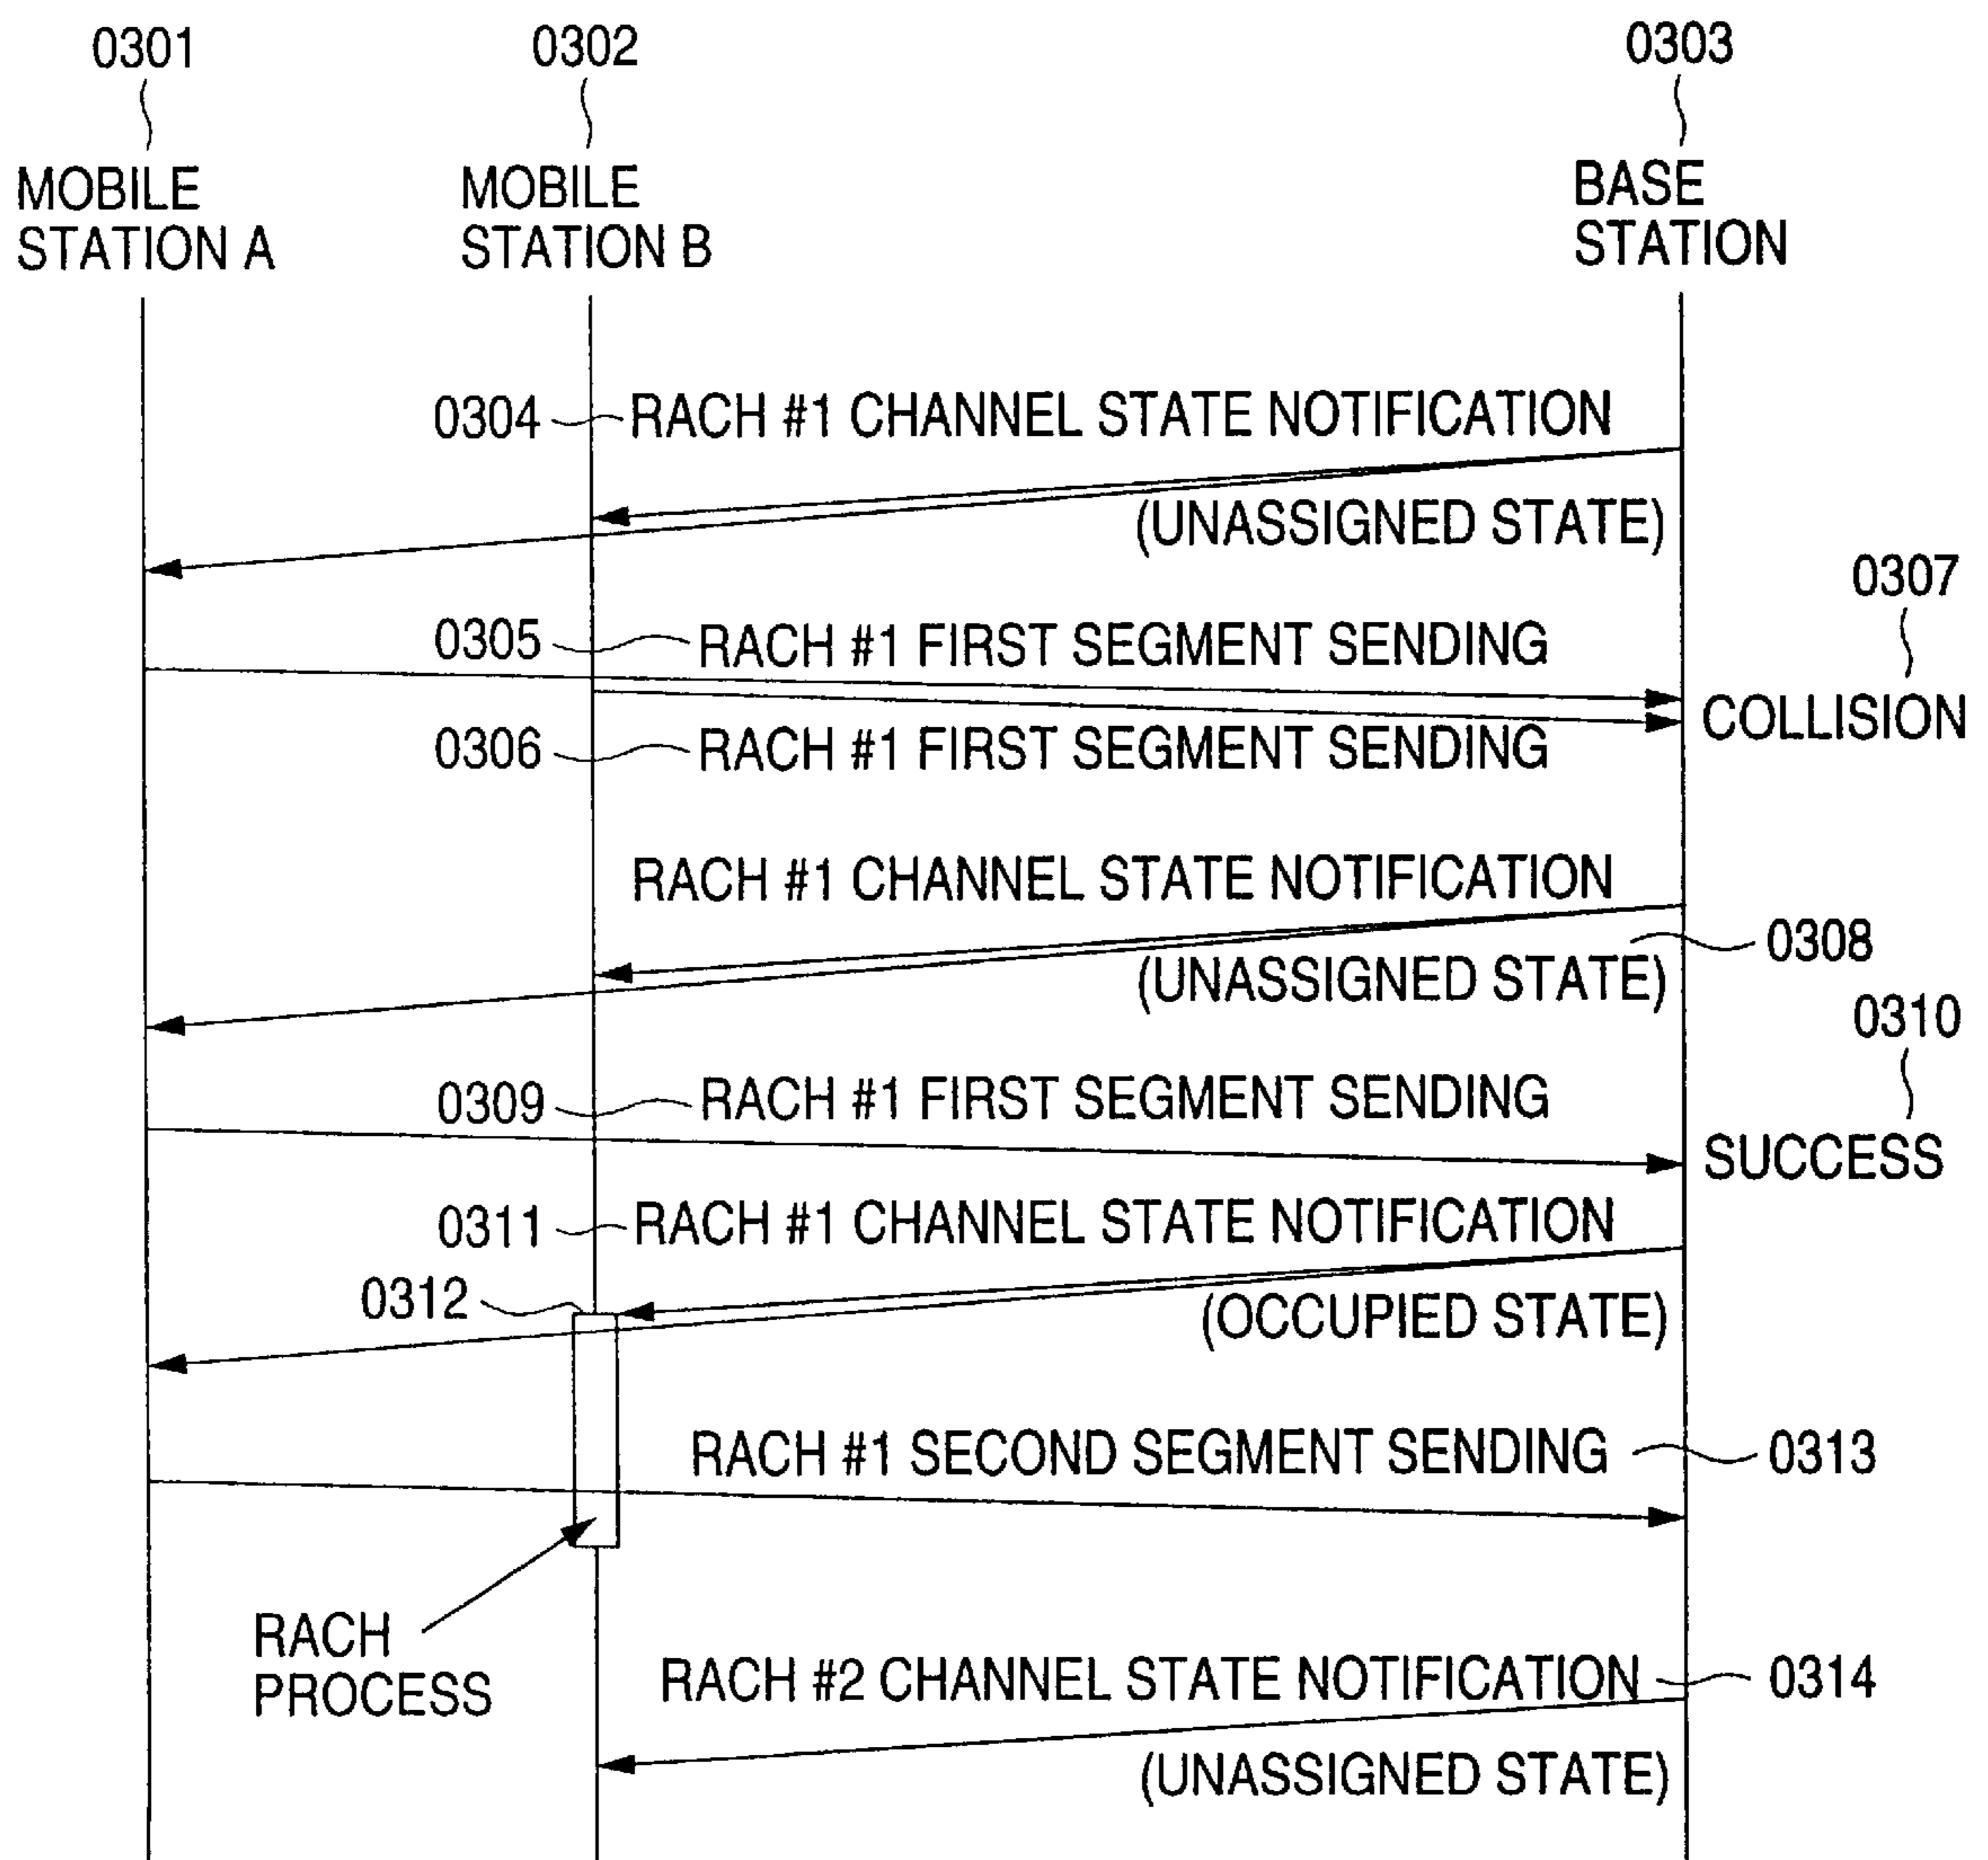 0301
0302
0303
MOBILE
STATION A
MOBILE
STATION B
BASE
STATION
0304
RACH #1 CHANNEL STATE NOTIFICATION
(UNASSIGNED STATE)
0307
0305
RACH #1 FIRST SEGMENT SENDING
COLLISION
0306
RACH #1 FIRST SEGMENT SENDING
RACH #1 CHANNEL STATE NOTIFICATION
0308
(UNASSIGNED STATE)
0310
0309
RACH #1 FIRST SEGMENT SENDING
SUCCESS
0311
RACH #1 CHANNEL STATE NOTIFICATION
0312
(OCCUPIED STATE)
RACH #1 SECOND SEGMENT SENDING
0313
RACH
PROCESS
RACH #2 CHANNEL STATE NOTIFICATION
0314
(UNASSIGNED STATE)